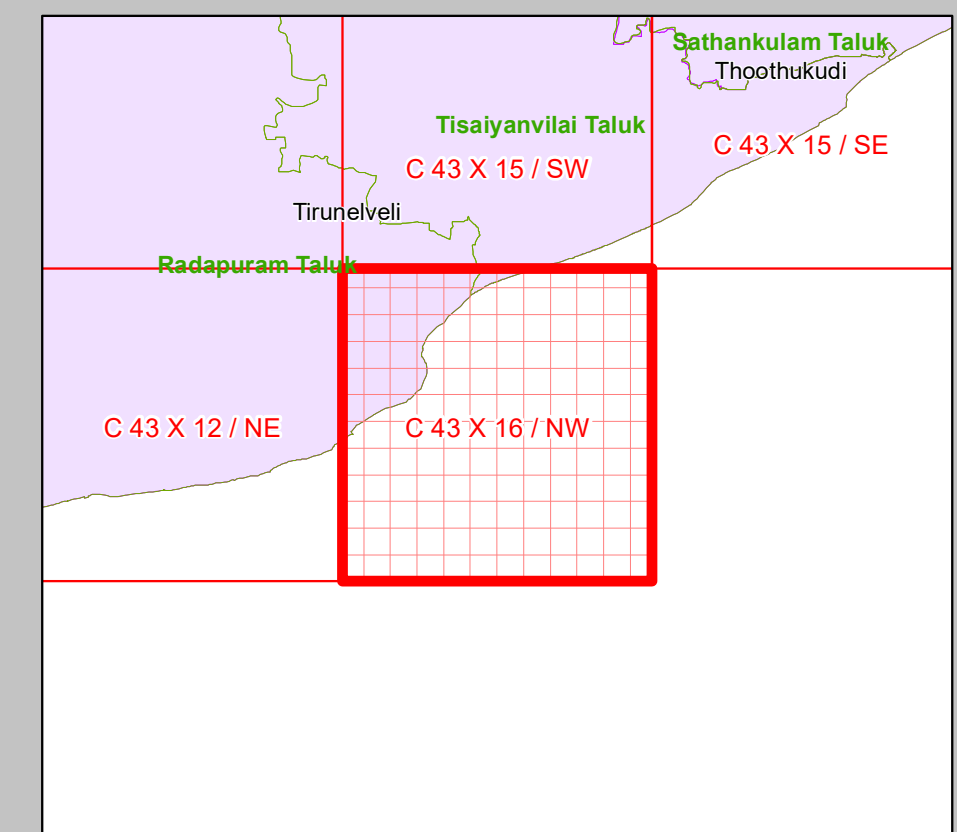 Sathankulam Taluk
Thoothukudi
Tisaiyanvilai Taluk
C 43 X 15 / SE
C 43 X 15 / SW
Tirunelveli
Radapuram Taluk
C 43 X 12 / NE
C 43 X 16 / NW